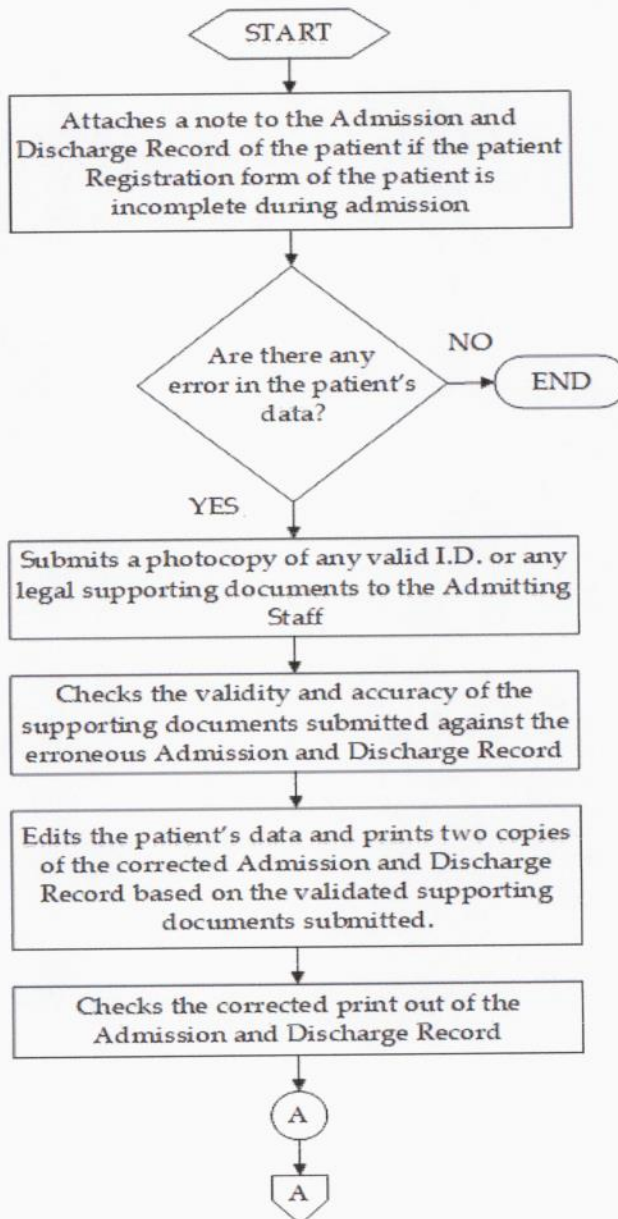 START
Attaches a note to the Admission and
Discharge Record of the patient if the patient
Registration form of the patient is
incomplete during admission
Are there any
error in the patient's
data?
NO
END
YES
Submits a photocopy of any valid I.D. or any
legal supporting documents to the Admitting
Staff
Checks the validity and accuracy of the
supporting documents submitted against the
erroneous Admission and Discharge Record
Edits the patient's data and prints two copies
of the corrected Admission and Discharge
Record based on the validated supporting
documents submitted.
Checks the corrected print out of the
Admission and Discharge Record
A
A